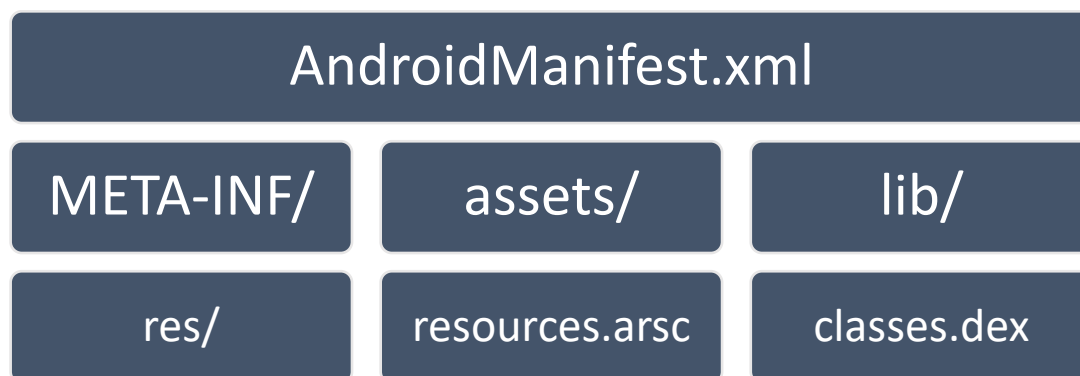 AndroidManifest.xml
META-INF/ assets/ lib/
res/ resources.arsc classes.dex